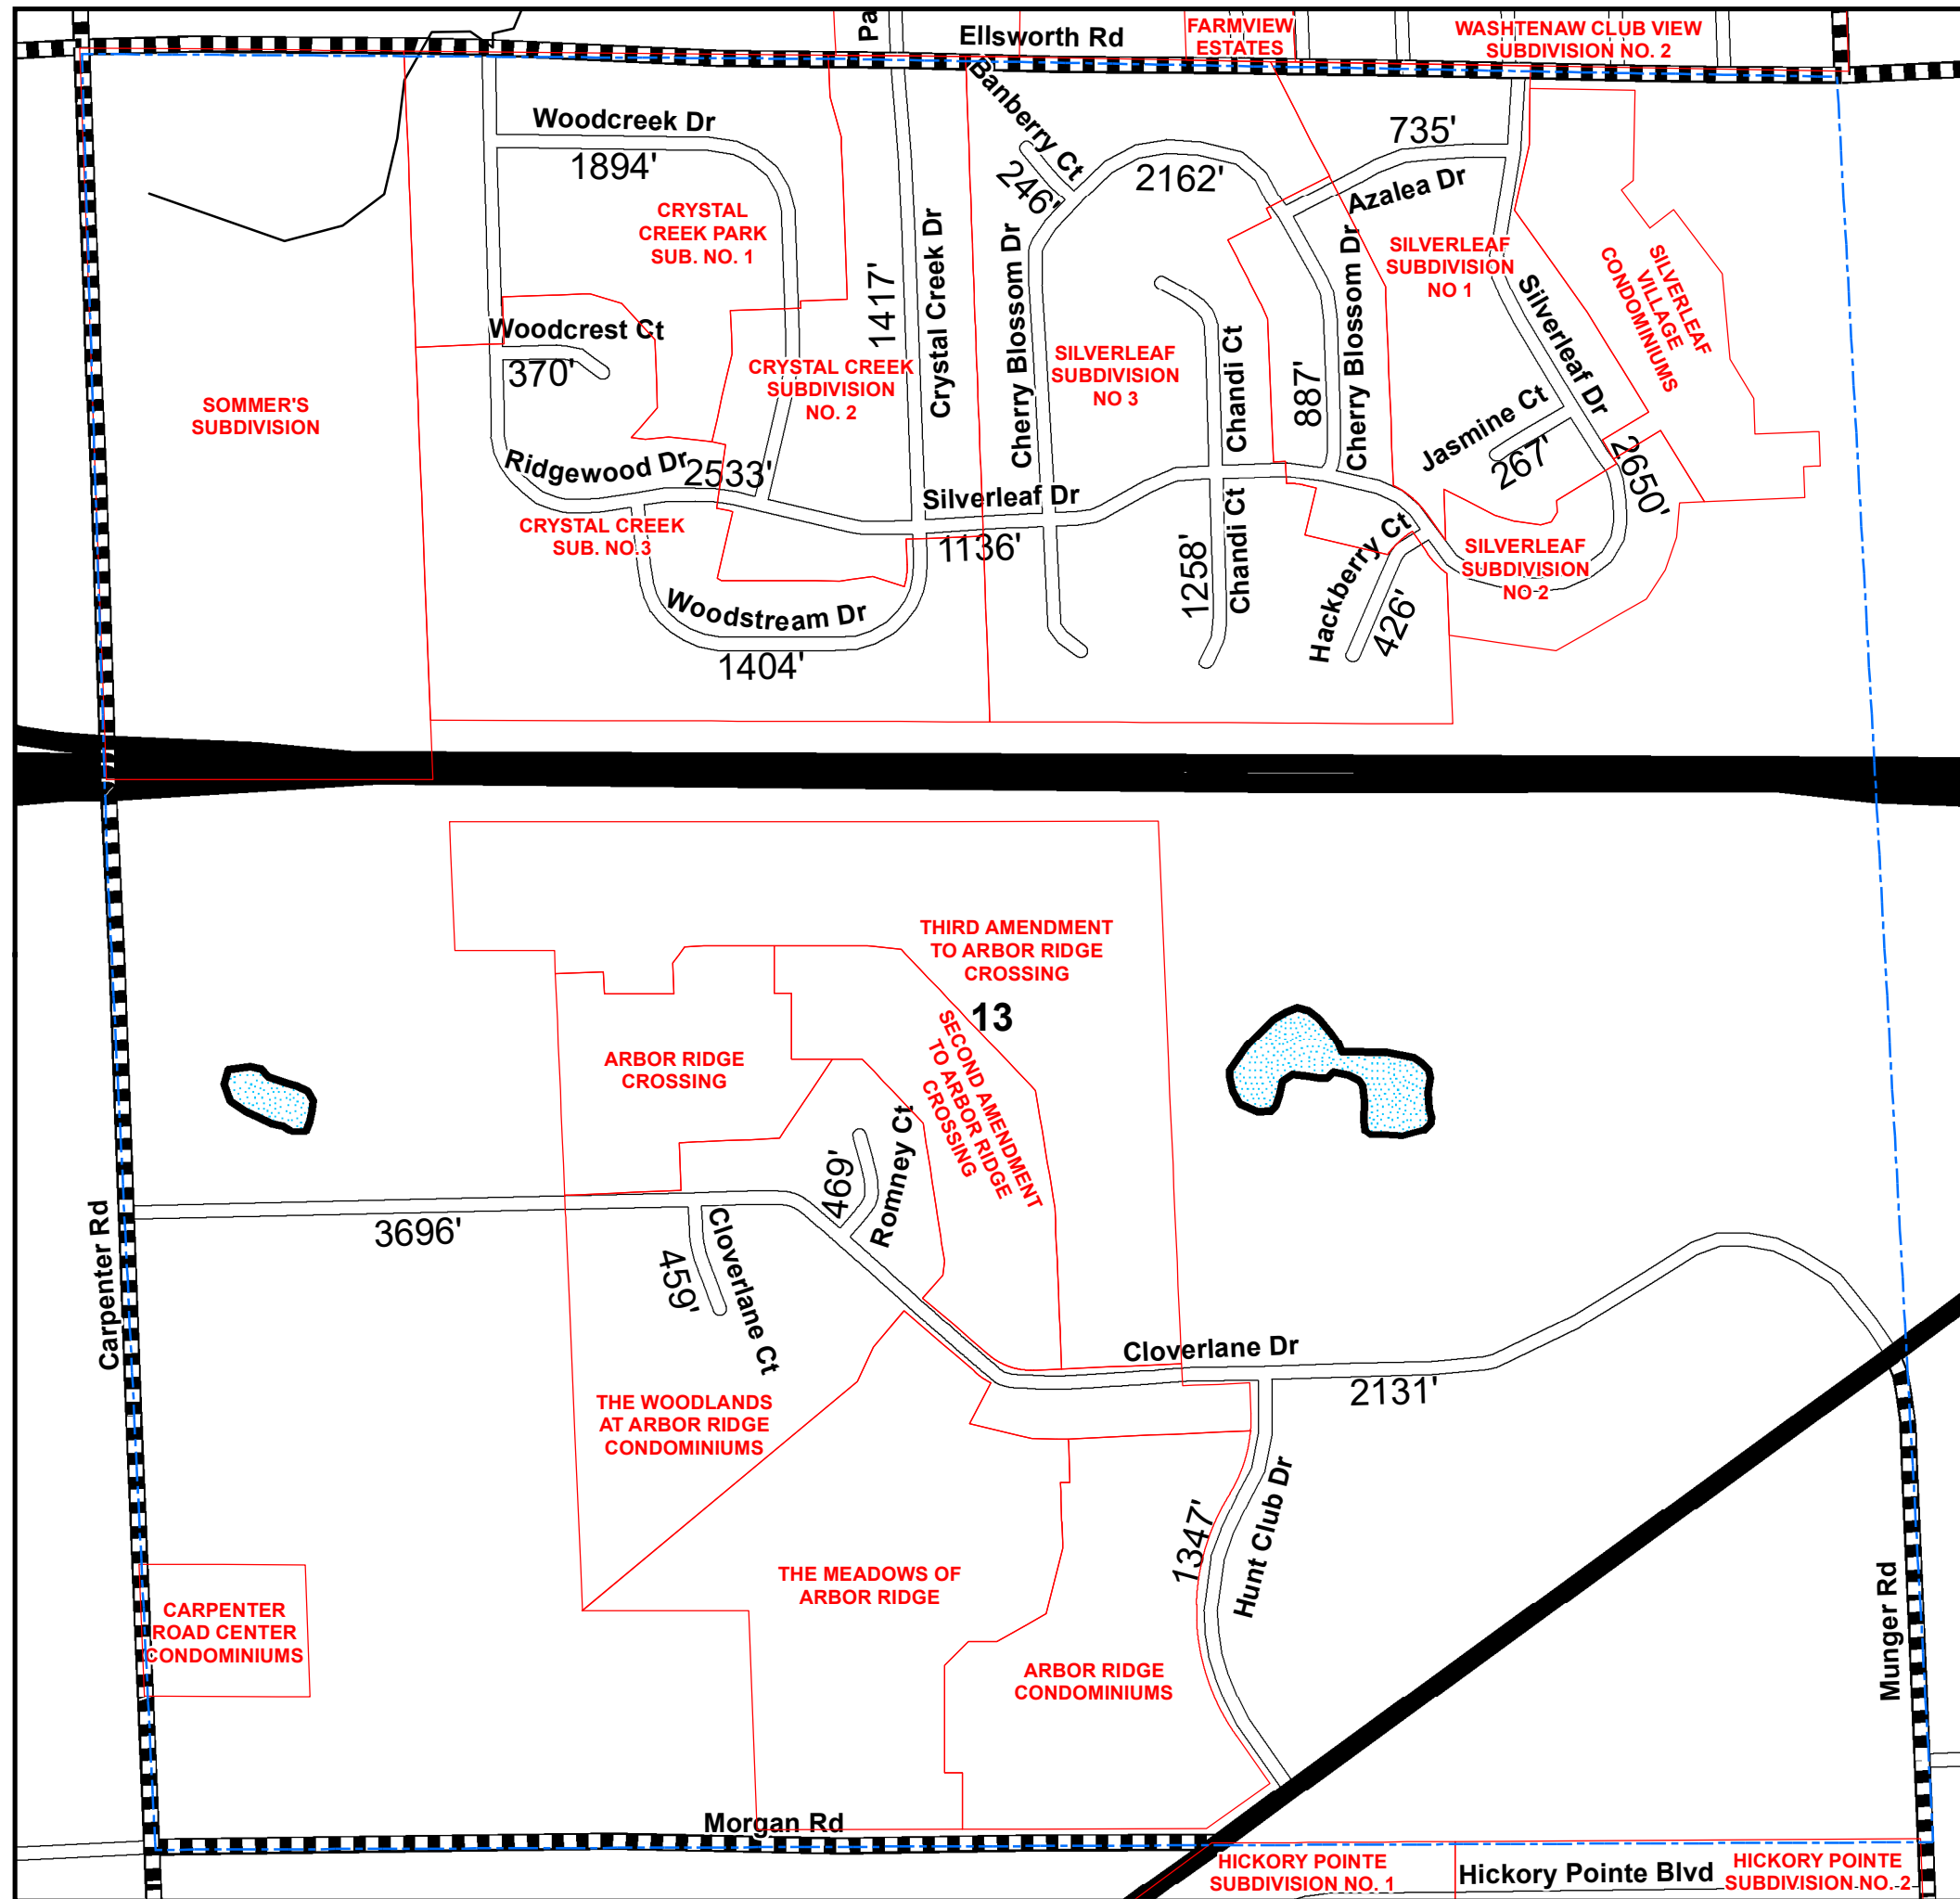 Pa
Ellsworth Rd
FARMVIEW
ESTATES
WASHTENAW CLUB VIEW
SUBDIVISION NO. 2
Woodcreek Dr
1894'
Banberry Ct
246'
2162'
735'
Azalea Dr
CRYSTAL
CREEK PARK
SUB. NO. 1
1417'
Crystal Creek Dr
Cherry Blossom Dr
Cherry Blossom Dr
SILVERLEAF
SUBDIVISION
NO 1
SILVERLEAF
VILLAGE
CONDOMINIUMS
Silverleaf Dr
Woodcrest Ct
370'
CRYSTAL CREEK
SUBDIVISION
NO. 2
SILVERLEAF
SUBDIVISION
NO 3
Chandi Ct
887'
Jasmine Ct
267'
2650'
SOMMER'S
SUBDIVISION
Ridgewood Dr
2533'
Silverleaf Dr
1136'
CRYSTAL CREEK
SUB. NO.3
Chandi Ct
1258'
Hackberry Ct
426'
SILVERLEAF
SUBDIVISION
NO 2
Woodstream Dr
1404'
THIRD AMENDMENT
TO ARBOR RIDGE
CROSSING
13
SECOND AMENDMENT
TO ARBOR RIDGE
CROSSING
ARBOR RIDGE
CROSSING
469'
Romney Ct
3696'
Cloverlane Ct
459'
Carpenter Rd
Cloverlane Dr
2131'
THE WOODLANDS
AT ARBOR RIDGE
CONDOMINIUMS
1347'
Hunt Club Dr
THE MEADOWS OF
ARBOR RIDGE
CARPENTER
ROAD CENTER
CONDOMINIUMS
ARBOR RIDGE
CONDOMINIUMS
Munger Rd
Morgan Rd
HICKORY POINTE
SUBDIVISION NO. 1
Hickory Pointe Blvd
HICKORY POINTE
SUBDIVISION NO. 2